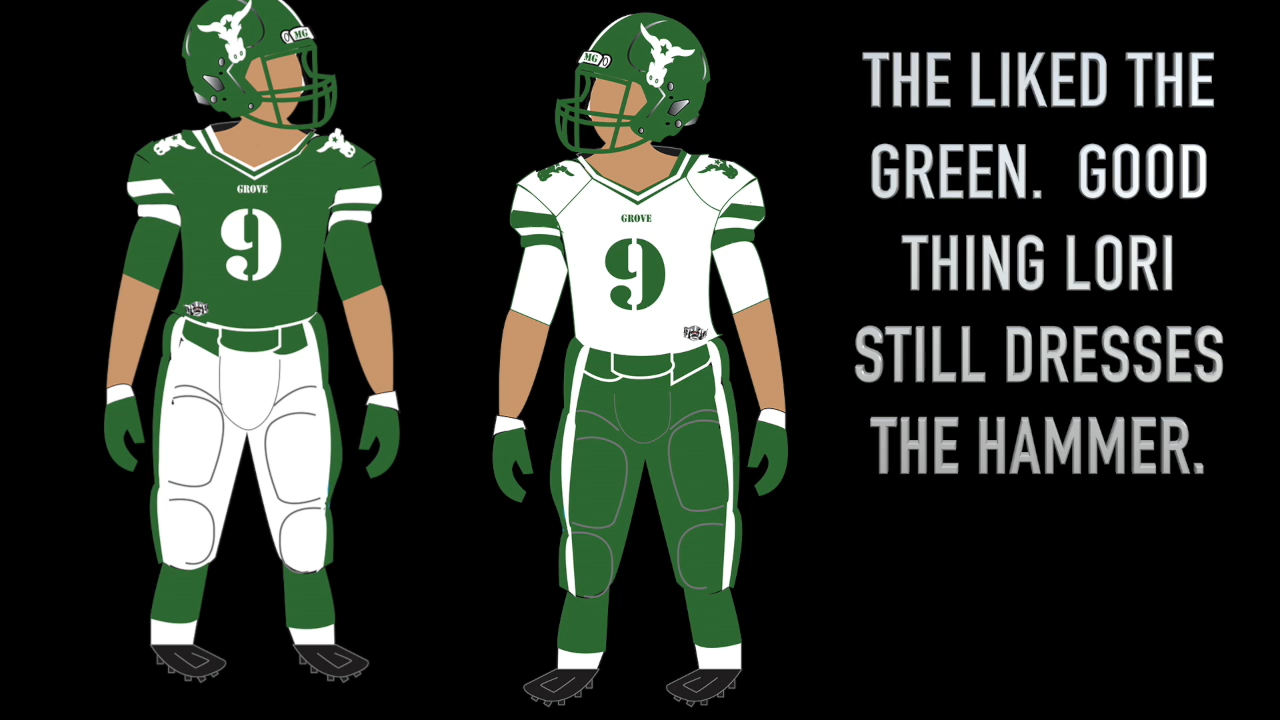 MG
MG
GROVE
9
GROVE
9
THE LIKED THE
GREEN. GOOD
THING LORI
STILL DRESSES
THE HAMMER.